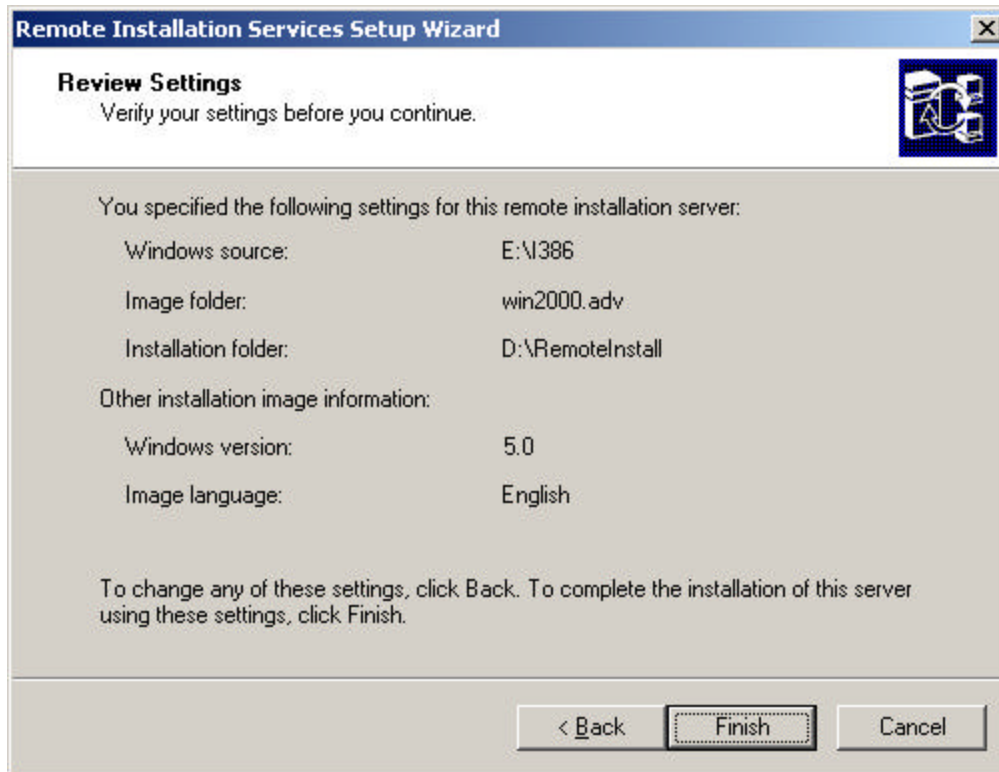 Remote Installation Services Setup Wizard
Review Settings
Verify your settings before you continue.
You specified the following settings for this remote installation server:
Windows source: E:\I386
Image folder: win2000.adv
Installation folder: D:\RemoteInstall
Other installation image information:
Windows version: 5.0
Image language: English
To change any of these settings, click Back. To complete the installation of this server
using these settings, click Finish.
< Back Finish Cancel